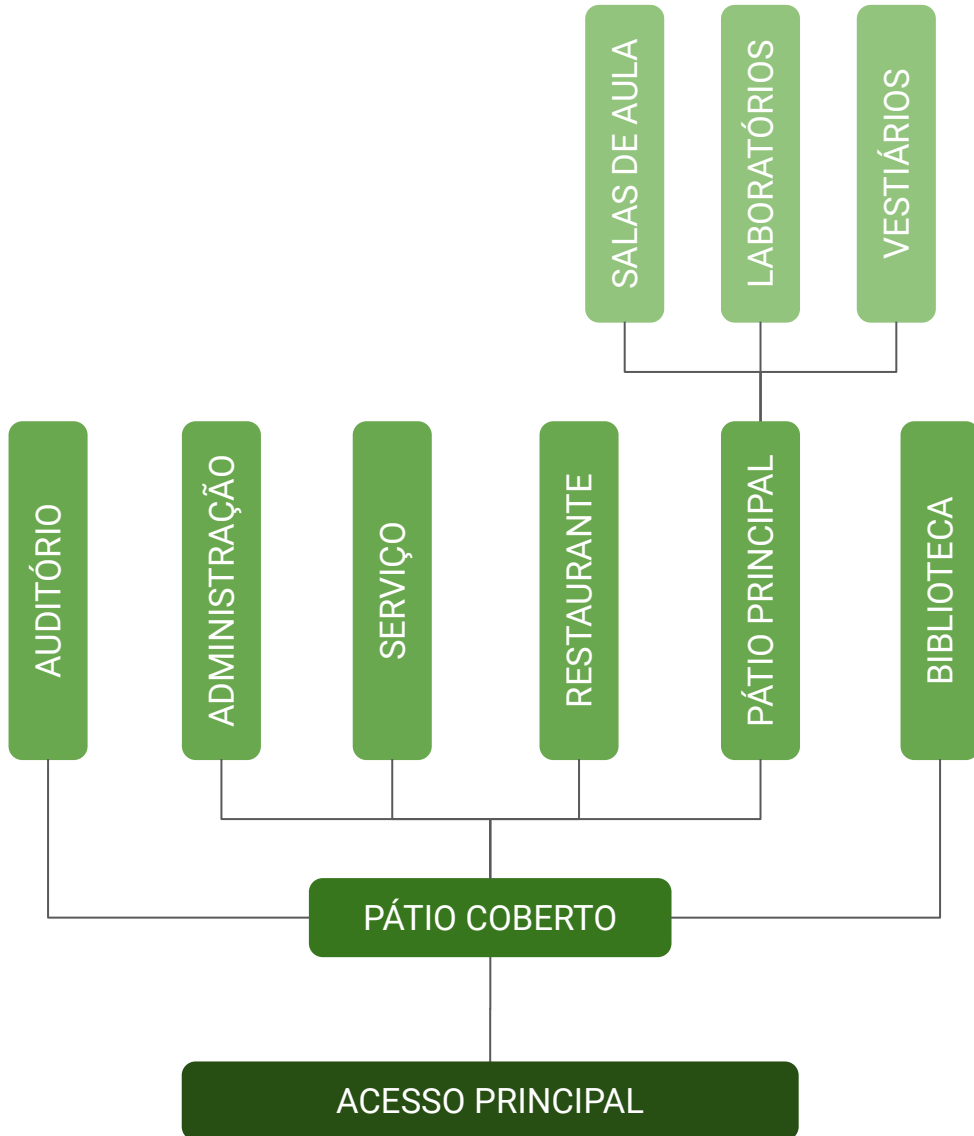 SALAS DE AULA
LABORATÓRIOS
VESTIÁRIOS
AUDITÓRIO
ADMINISTRAÇÃO
SERVIÇO
RESTAURANTE
PÁTIO PRINCIPAL
BIBLIOTECA
PÁTIO COBERTO
ACESSO PRINCIPAL